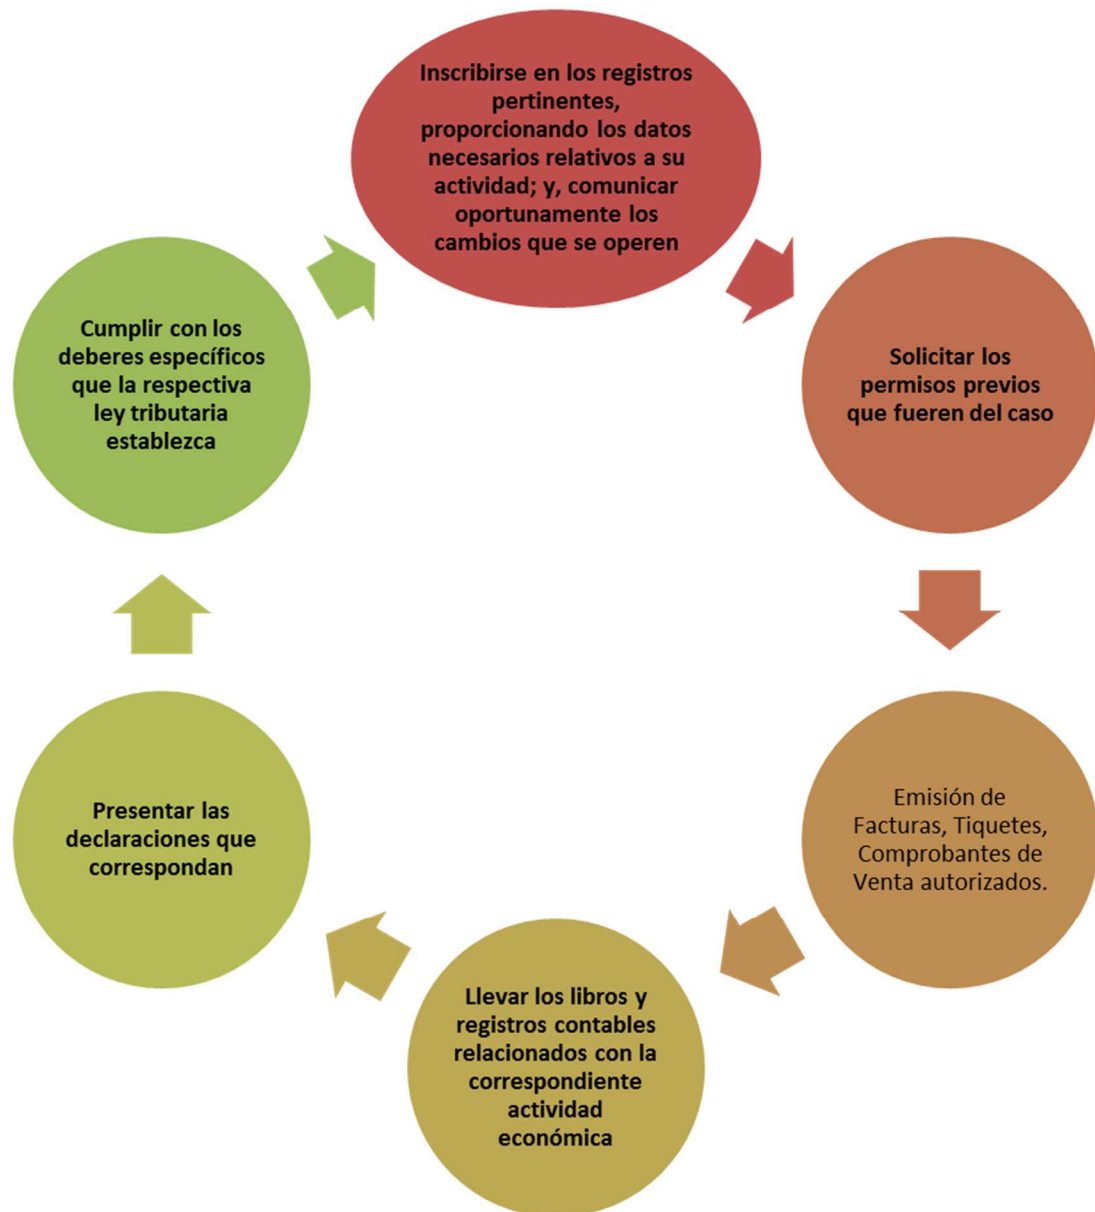 Inscribirse en los registros
pertinentes,
proporcionando los datos
necesarios relativos a su
actividad; y, comunicar
oportunamente los
cambios que se operen
Solicitar los
permisos previos
que fueren del caso
Emisión de
Facturas, Tiquetes,
Comprobantes de
Venta autorizados.
Llevar los libros y
registros contables
relacionados con la
correspondiente
actividad
económica
Presentar las
declaraciones que
correspondan
Cumplir con los
deberes específicos
que la respectiva
ley tributaria
establezca